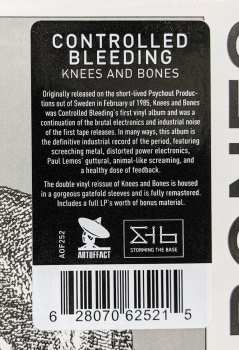 CONTROLLED
BLEEDING
KNEES AND BONES
Originally released on the short-lived Psychout Produc-
tions out of Sweden in February of 1985, Knees and Bones
was Controlled Bleeding's first vinyl album and was a
continuation of the brutal electronics and industrial noise
of the first tape releases. In many ways, this album is
the definitive industrial record of the period, featuring
screeching metal, distorted power electronics,
Paul Lemos' guttural, animal-like screaming, and
a healthy dose of feedback.
The double vinyl reissue of Knees and Bones is housed
in a gorgeous gatefold sleeves and is fully remastered.
Includes a full LP's worth of bonus material.
AOF252
ARTOFFACT
STORMING THE BASE
6 28070 62521 5
BONES